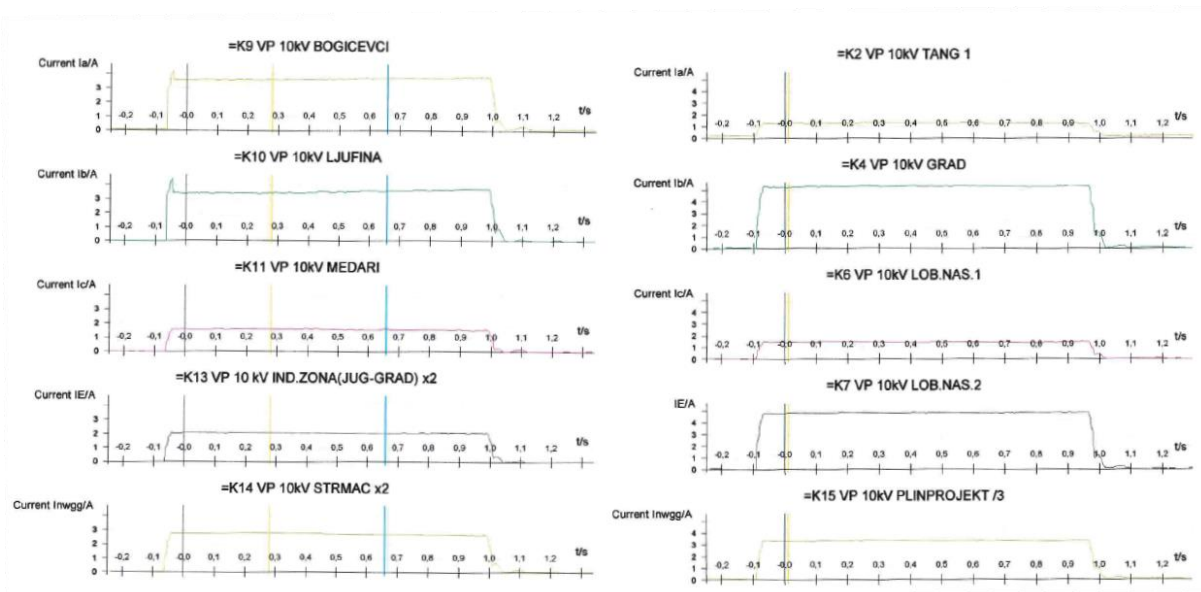 =K9 VP 10kV BOGICEVCI
Current Ia/A
3
2
1
0
-0,2 -0,1 -0,0 0,1 0,2 0,3 0,4 0,5 0,6 0,7 0,8 0,9 1,0 1,1 1,2
t/s
=K10 VP 10kV LJUFINA
Current Ib/A
3
2
1
0
-0,2 -0,1 -0,0 0,1 0,2 0,3 0,4 0,5 0,6 0,7 0,8 0,9 1,0 1,1 1,2
t/s
=K11 VP 10kV MEDARI
Current Ic/A
3
2
1
0
-0,2 -0,1 -0,0 0,1 0,2 0,3 0,4 0,5 0,6 0,7 0,8 0,9 1,0 1,1 1,2
t/s
=K13 VP 10 kV IND.ZONA(JUG-GRAD) x2
Current IE/A
3
2
1
0
-0,2 -0,1 -0,0 0,1 0,2 0,3 0,4 0,5 0,6 0,7 0,8 0,9 1,0 1,1 1,2
t/s
=K14 VP 10kV STRMAC x2
Current Inwgg/A
3
2
1
0
-0,2 -0,1 -0,0 0,1 0,2 0,3 0,4 0,5 0,6 0,7 0,8 0,9 1,0 1,1 1,2
t/s
=K2 VP 10kV TANG 1
Current Ia/A
4
3
2
1
0
-0,2 -0,1 -0,0 0,1 0,2 0,3 0,4 0,5 0,6 0,7 0,8 0,9 1,0 1,1 1,2
t/s
=K4 VP 10kV GRAD
Current Ib/A
4
3
2
1
0
-0,2 -0,1 -0,0 0,1 0,2 0,3 0,4 0,5 0,6 0,7 0,8 0,9 1,0 1,1 1,2
t/s
=K6 VP 10kV LOB.NAS.1
Current Ic/A
4
3
2
1
0
-0,2 -0,1 -0,0 0,1 0,2 0,3 0,4 0,5 0,6 0,7 0,8 0,9 1,0 1,1 1,2
t/s
=K7 VP 10kV LOB.NAS.2
IE/A
4
3
2
1
0
-0,2 -0,1 -0,0 0,1 0,2 0,3 0,4 0,5 0,6 0,7 0,8 0,9 1,0 1,1 1,2
t/s
=K15 VP 10kV PLINPROJEKT /3
Current Inwgg/A
4
3
2
1
0
-0,2 -0,1 -0,0 0,1 0,2 0,3 0,4 0,5 0,6 0,7 0,8 0,9 1,0 1,1 1,2
t/s